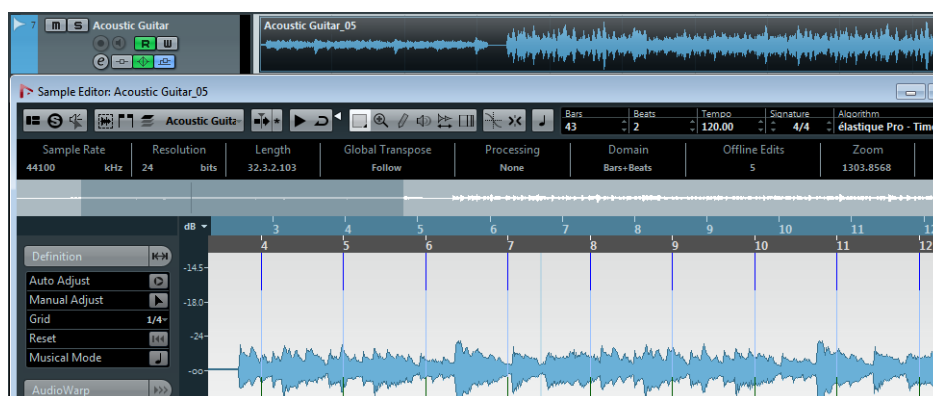 7 m S Acoustic Guitar
R W
e
Acoustic Guitar_05
Sample Editor: Acoustic Guitar_05
Acoustic Guita
Bars Beats Tempo Signature Algorithm
43 2 120.00 4/4 élastique Pro - Time
Sample Rate Resolution Length Global Transpose Processing Domain Offline Edits Zoom
44100 kHz 24 bits 32.3.2.103 Follow None Bars+Beats 5 1303.8568
dB 3 4 5 6 7 8 9 10 11 12
4 5 6 7 8 9 10 11 12
Definition
-14.5
Auto Adjust
Manual Adjust
-18.0
Grid 1/4
Reset
-24
Musical Mode
-oo
AudioWarp